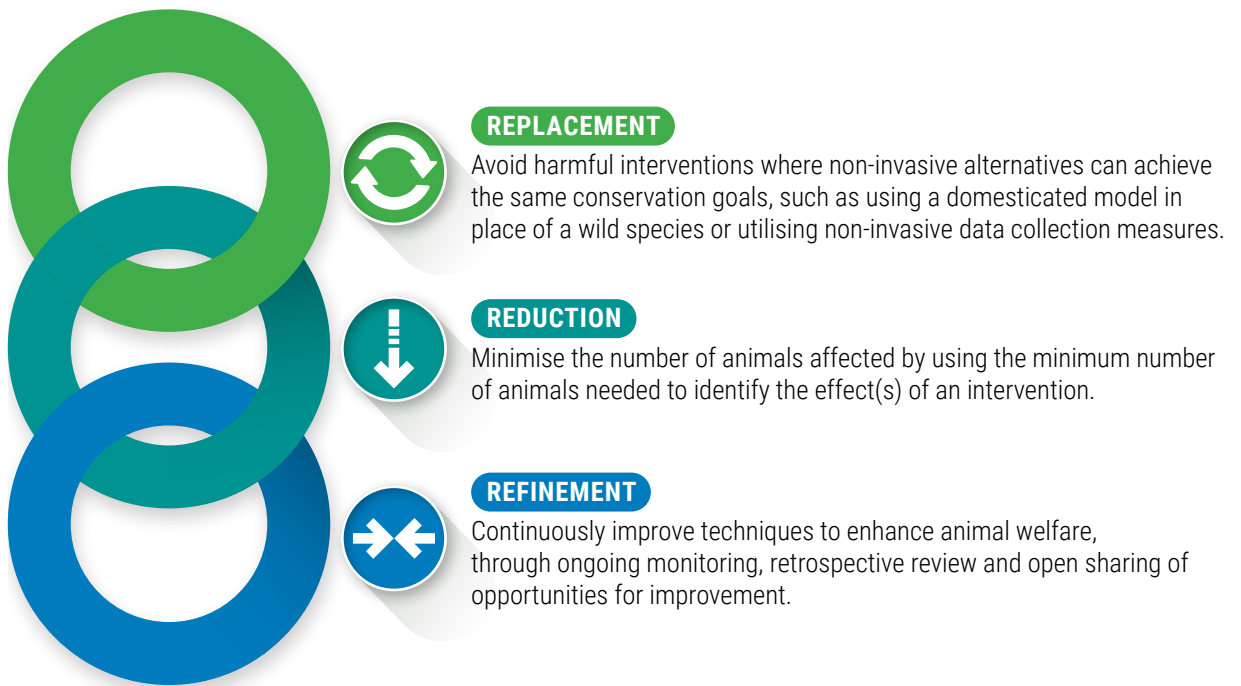 REPLACEMENT
Avoid harmful interventions where non-invasive alternatives can achieve
the same conservation goals, such as using a domesticated model in
place of a wild species or utilising non-invasive data collection measures.
REDUCTION
Minimise the number of animals affected by using the minimum number
of animals needed to identify the effect(s) of an intervention.
REFINEMENT
Continuously improve techniques to enhance animal welfare,
through ongoing monitoring, retrospective review and open sharing of
opportunities for improvement.